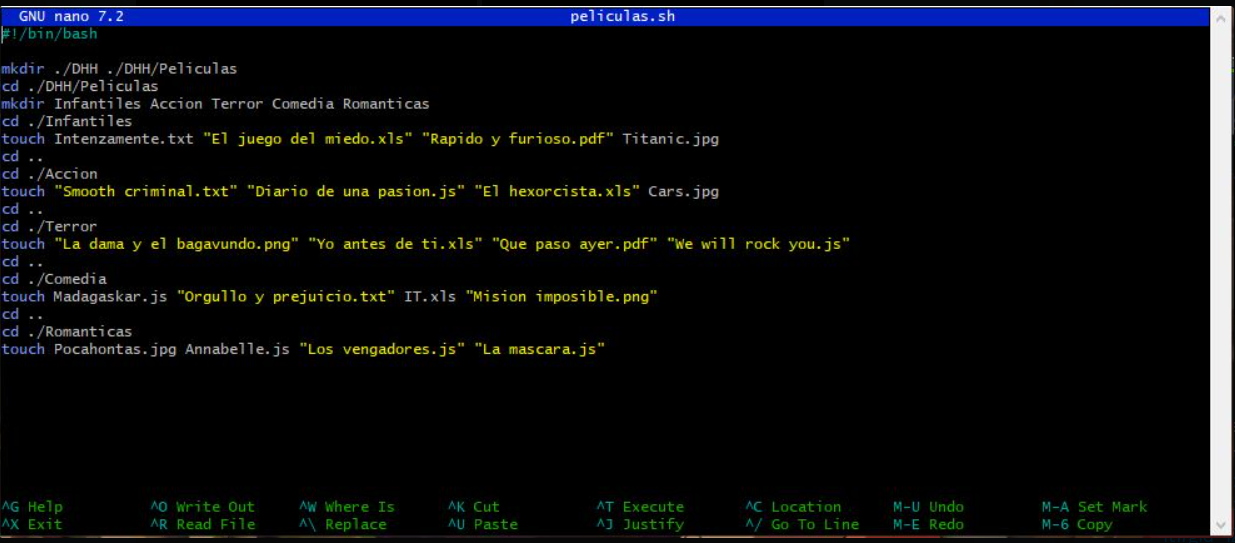 GNU nano 7.2 peliculas.sh
#!/bin/bash
mkdir ./DHH ./DHH/Peliculas
cd ./DHH/Peliculas
mkdir Infantiles Accion Terror Comedia Romanticas
cd ./Infantiles
touch Intenzamente.txt "El juego del miedo.xls" "Rapido y furioso.pdf" Titanic.jpg
cd ..
cd ./Accion
touch "Smooth criminal.txt" "Diario de una pasion.js" "El hexorcista.xls" Cars.jpg
cd ..
cd ./Terror
touch "La dama y el bagavundo.png" "Yo antes de ti.xls" "Que paso ayer.pdf" "We will rock you.js"
cd ..
cd ./Comedia
touch Madagaskar.js "Orgullo y prejuicio.txt" IT.xls "Mision imposible.png"
cd ..
cd ./Romanticas
touch Pocahontas.jpg Annabelle.js "Los vengadores.js" "La mascara.js"
^G Help ^O Write Out ^W Where Is ^K Cut ^T Execute ^C Location M-U Undo M-A Set Mark
^X Exit ^R Read File ^\ Replace ^U Paste ^J Justify ^/ Go To Line M-E Redo M-6 Copy